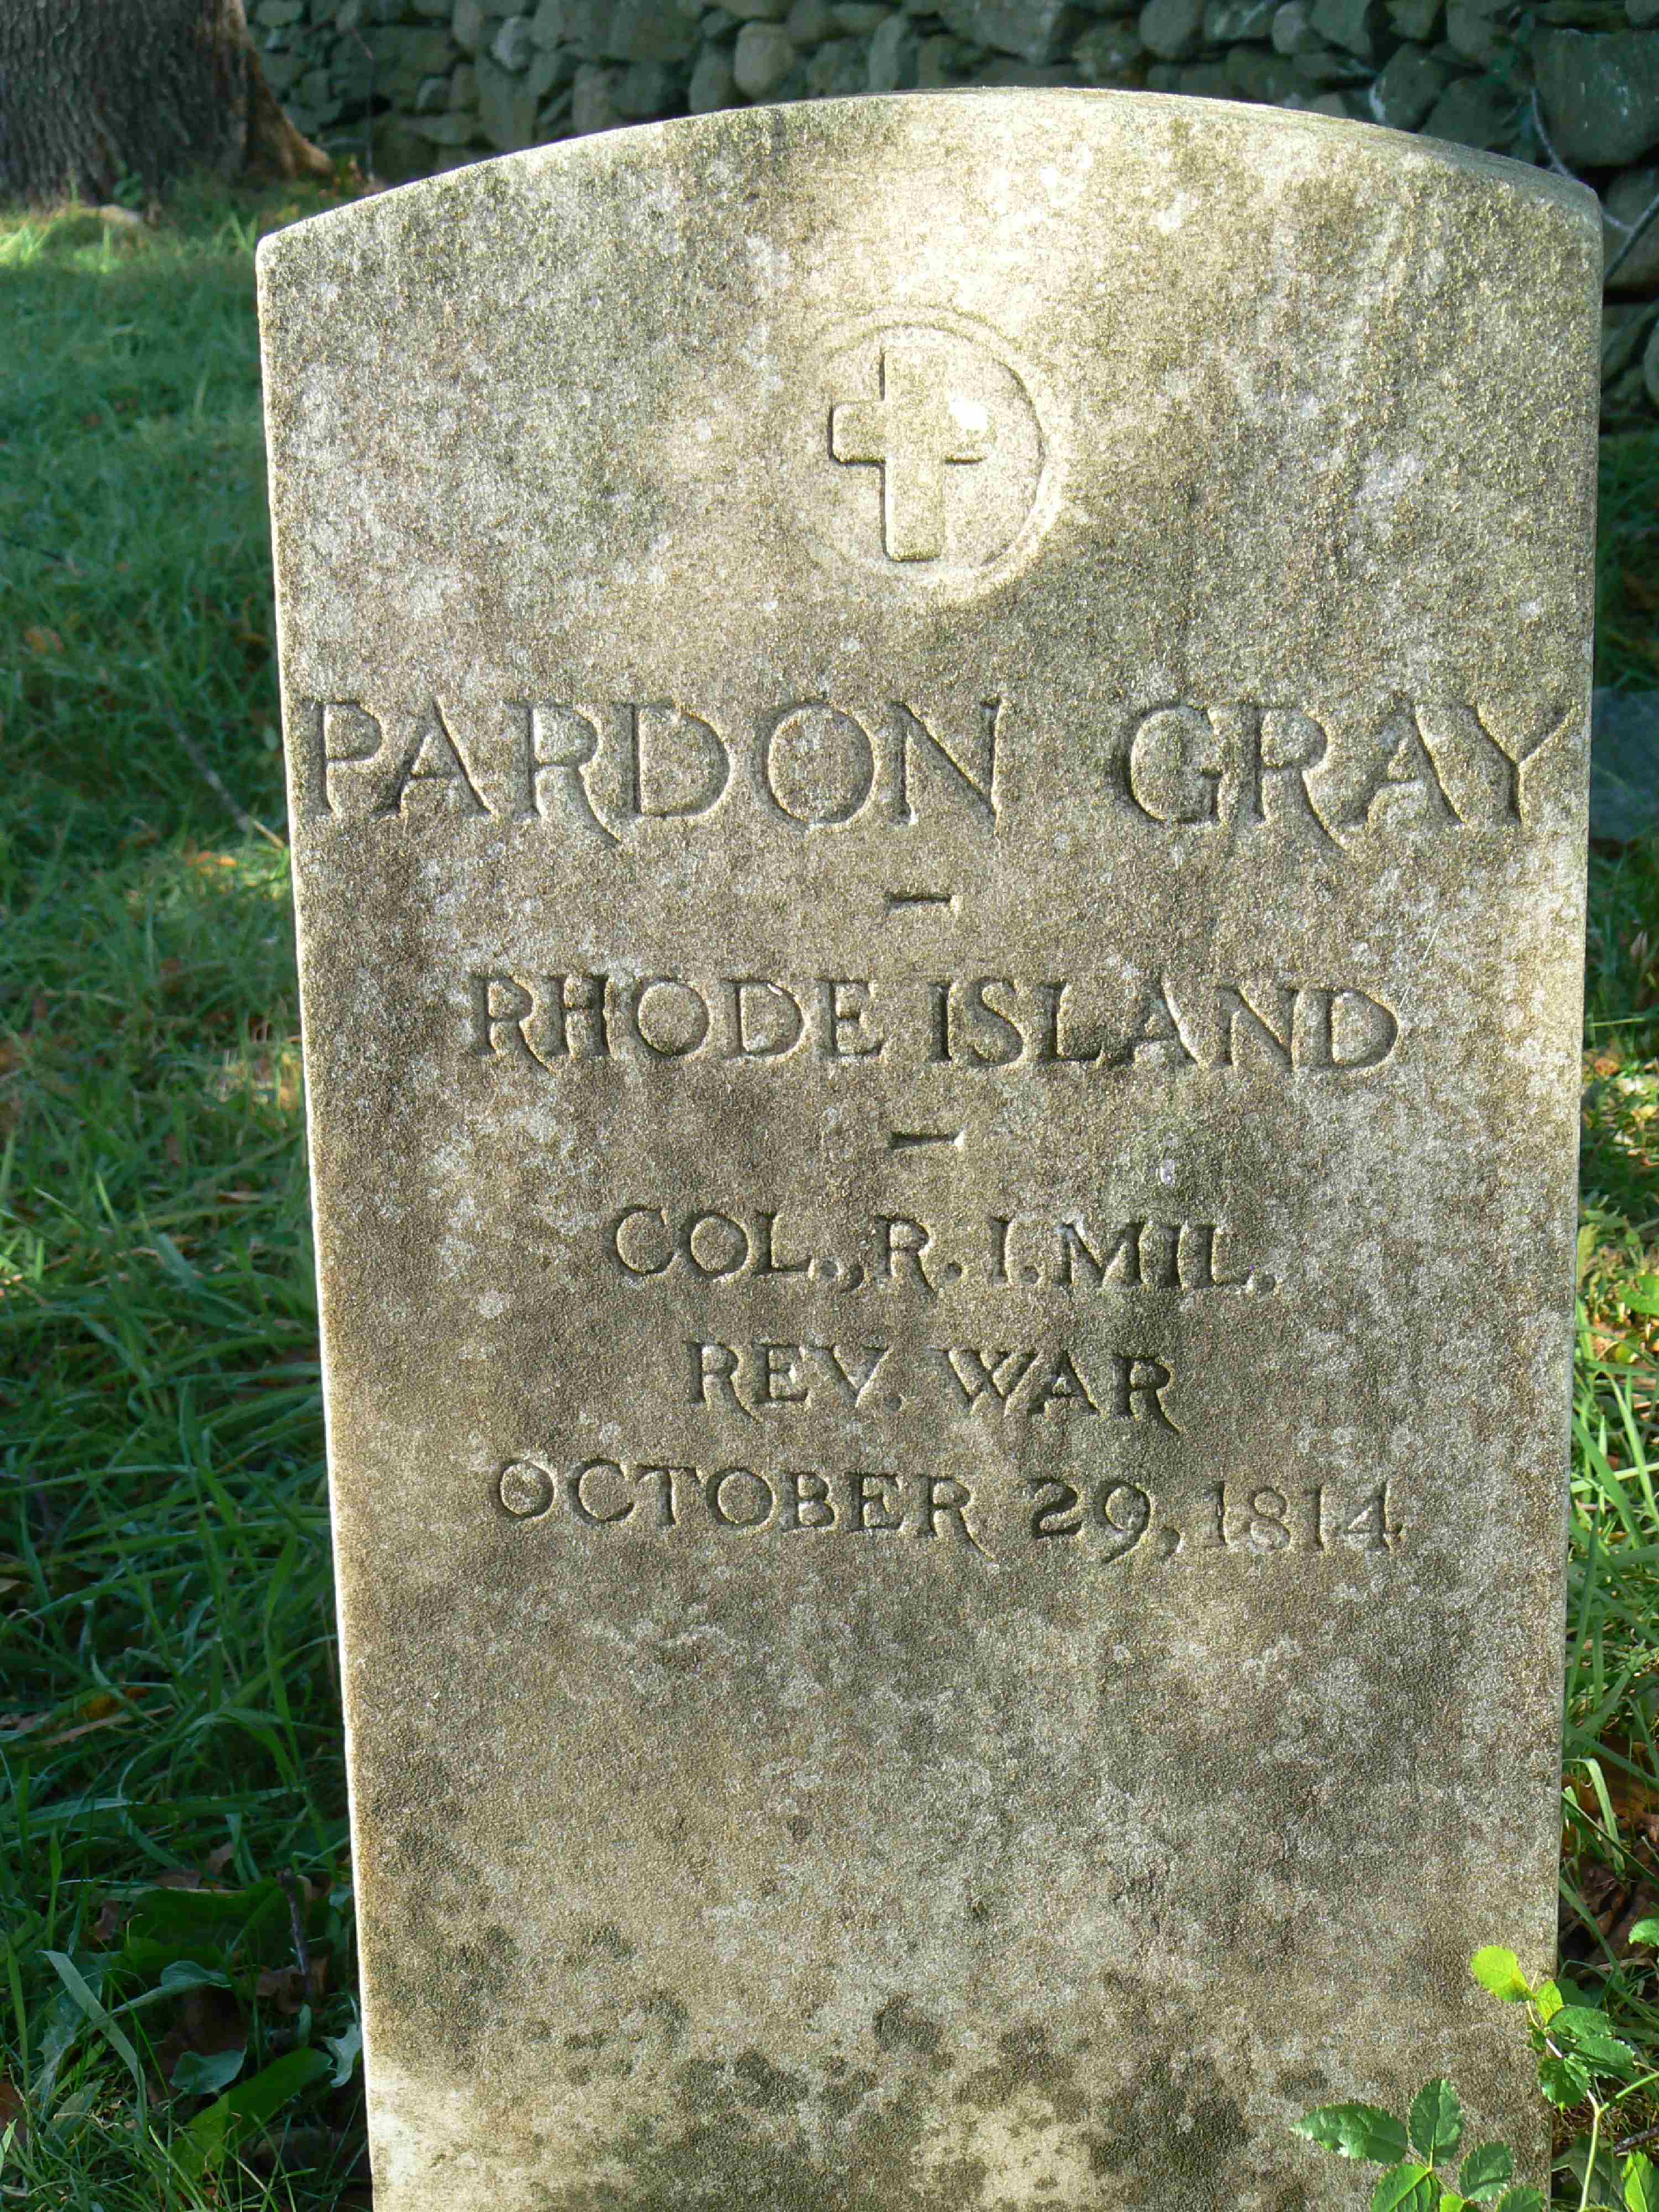 PARDON GRAY
–
RHODE ISLAND
–
COL., R. I. MIL.
REV. WAR
OCTOBER 29, 1814